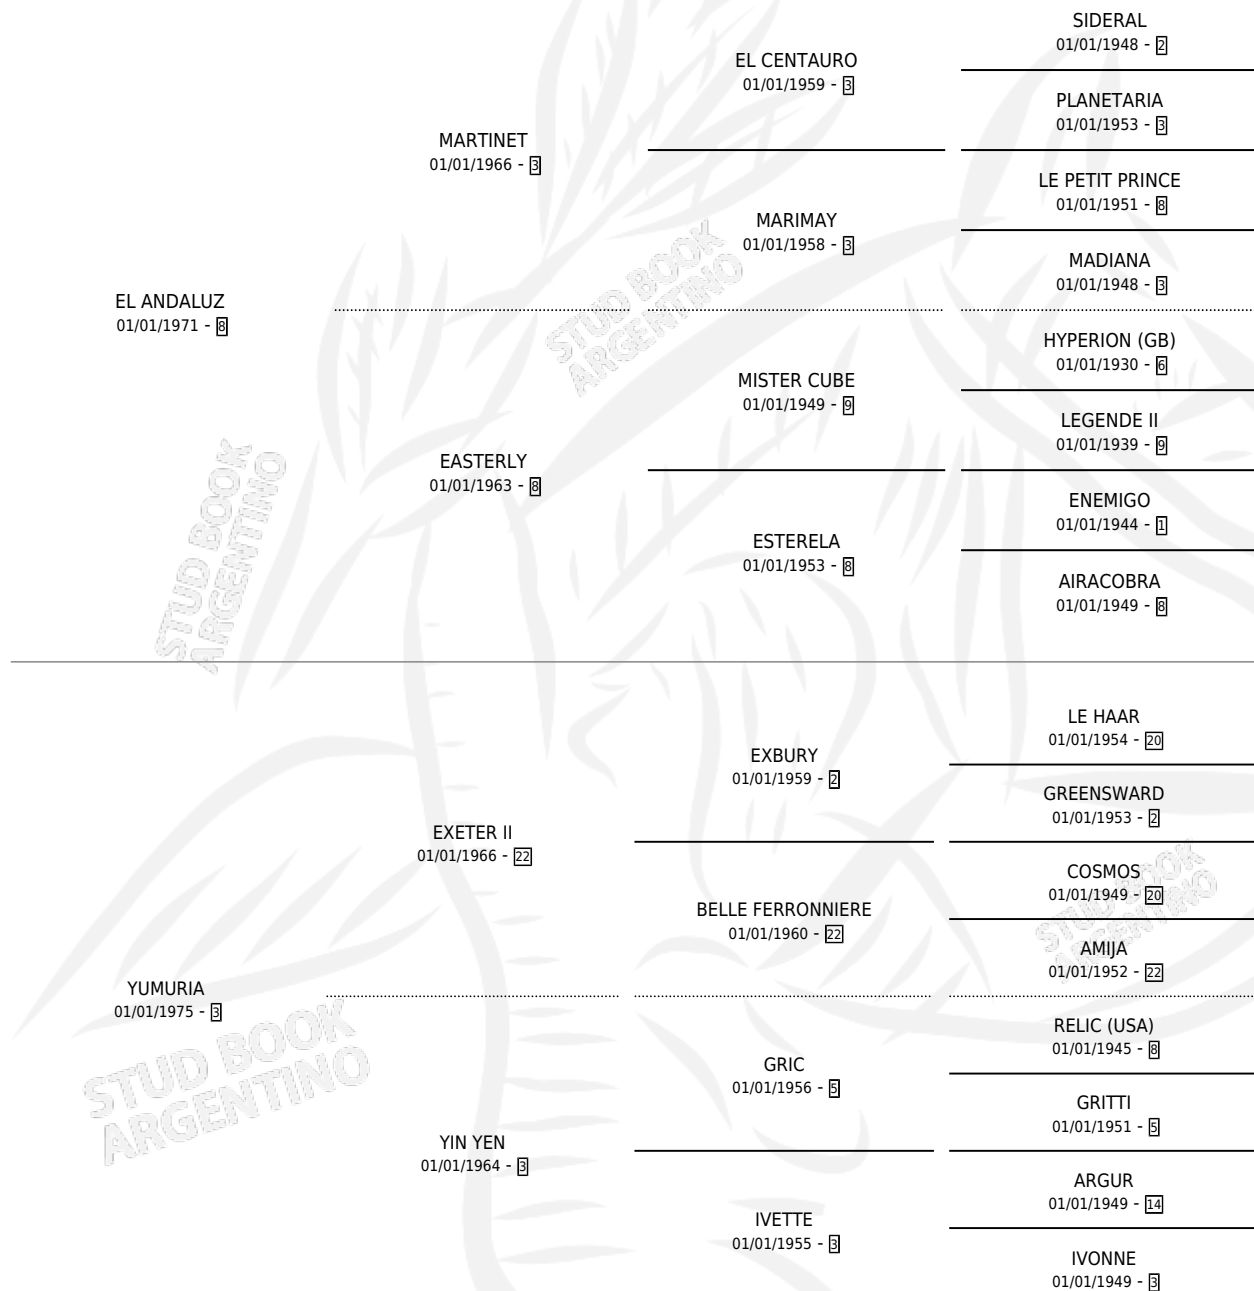 SIDERAL
01/01/1948 - 2
EL CENTAURO
01/01/1959 - 3
PLANETARIA
01/01/1953 - 3
MARTINET
01/01/1966 - 3
LE PETIT PRINCE
01/01/1951 - 8
MARIMAY
01/01/1958 - 3
MADIANA
01/01/1948 - 3
EL ANDALUZ
01/01/1971 - 8
HYPERION (GB)
01/01/1930 - 6
MISTER CUBE
01/01/1949 - 9
LEGENDE II
01/01/1939 - 9
EASTERLY
01/01/1963 - 8
ENEMIGO
01/01/1944 - 1
ESTERELA
01/01/1953 - 8
AIRACOBRA
01/01/1949 - 8
STUD BOOK
ARGENTINO
STUD BOOK
ARGENTINO
LE HAAR
01/01/1954 - 20
EXBURY
01/01/1959 - 2
GREENSWARD
01/01/1953 - 2
EXETER II
01/01/1966 - 22
COSMOS
01/01/1949 - 20
BELLE FERRONNIERE
01/01/1960 - 22
AMIJA
01/01/1952 - 22
YUMURIA
01/01/1975 - 3
RELIC (USA)
01/01/1945 - 8
GRIC
01/01/1956 - 5
GRITTI
01/01/1951 - 5
YIN YEN
01/01/1964 - 3
ARGUR
01/01/1949 - 14
IVETTE
01/01/1955 - 3
IVONNE
01/01/1949 - 3
STUD BOOK
ARGENTINO
STUD BOOK
ARGENTINO